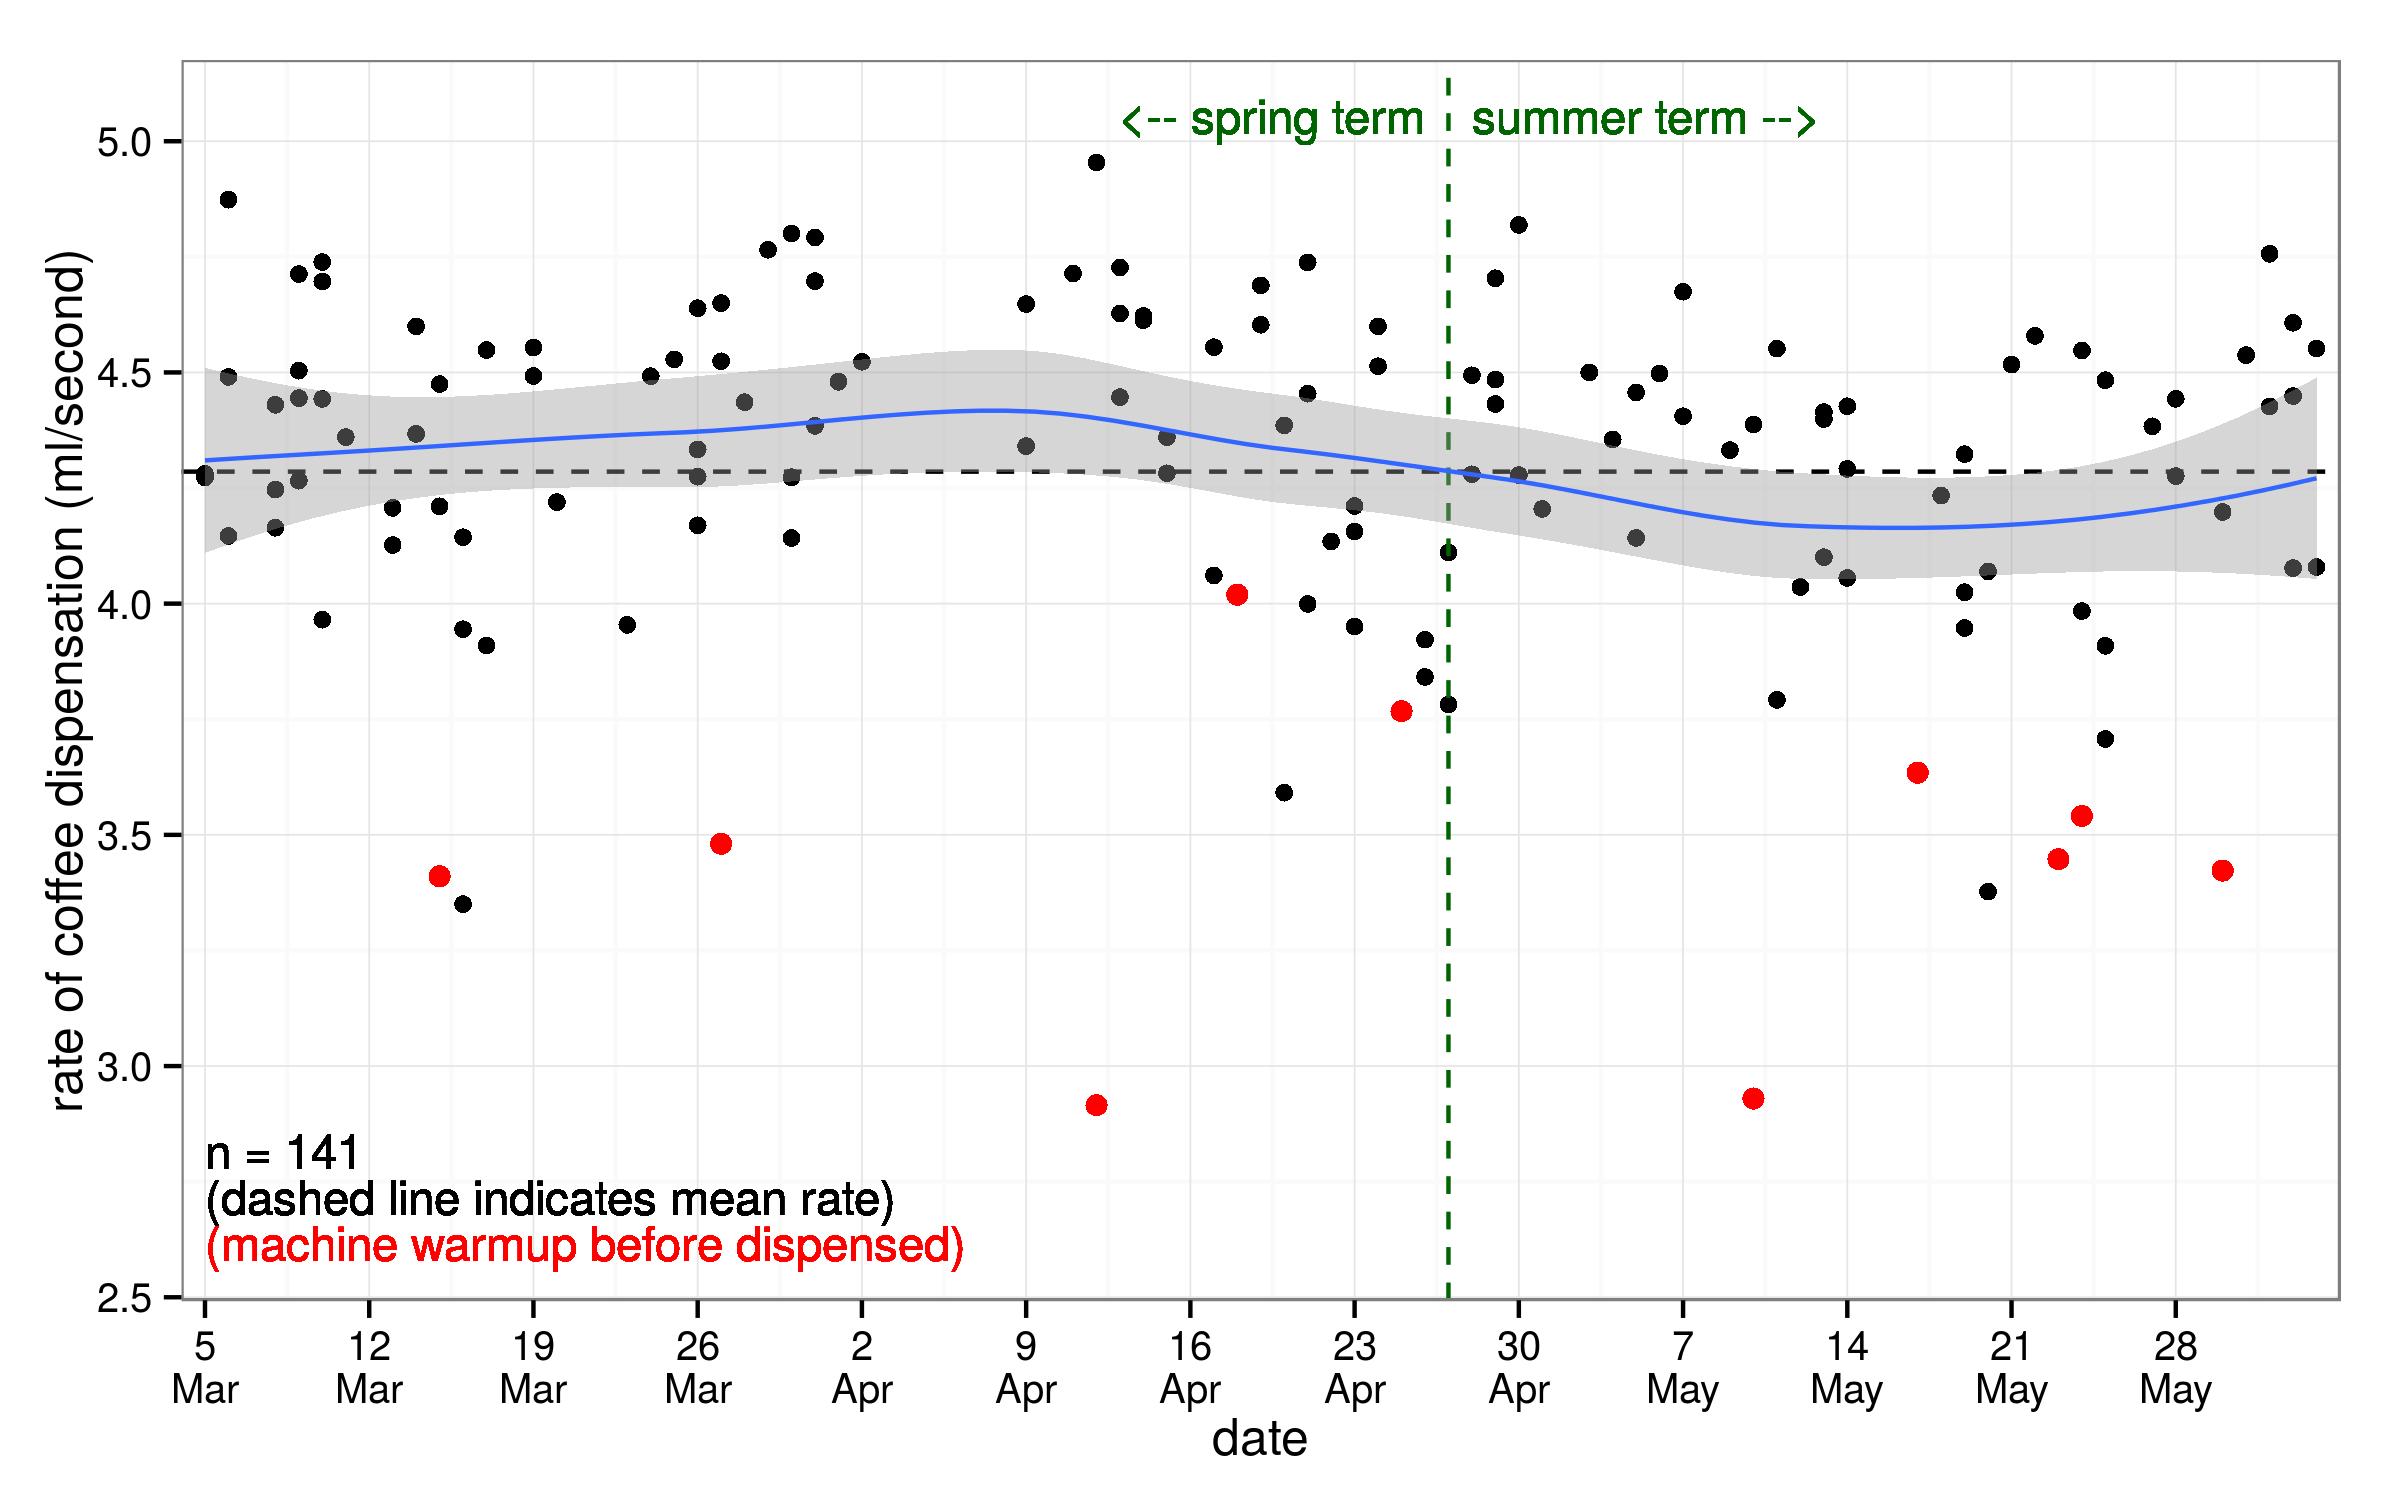 <-- spring term
summer term -->
5.0
4.5
4.0
3.5
3.0
2.5
rate of coffee dispensation (ml/second)
n = 141
(dashed line indicates mean rate)
(machine warmup before dispensed)
5 12 19 26 2 9 16 23 30 7 14 21 28
Mar Mar Mar Mar Apr Apr Apr Apr Apr May May May May
date